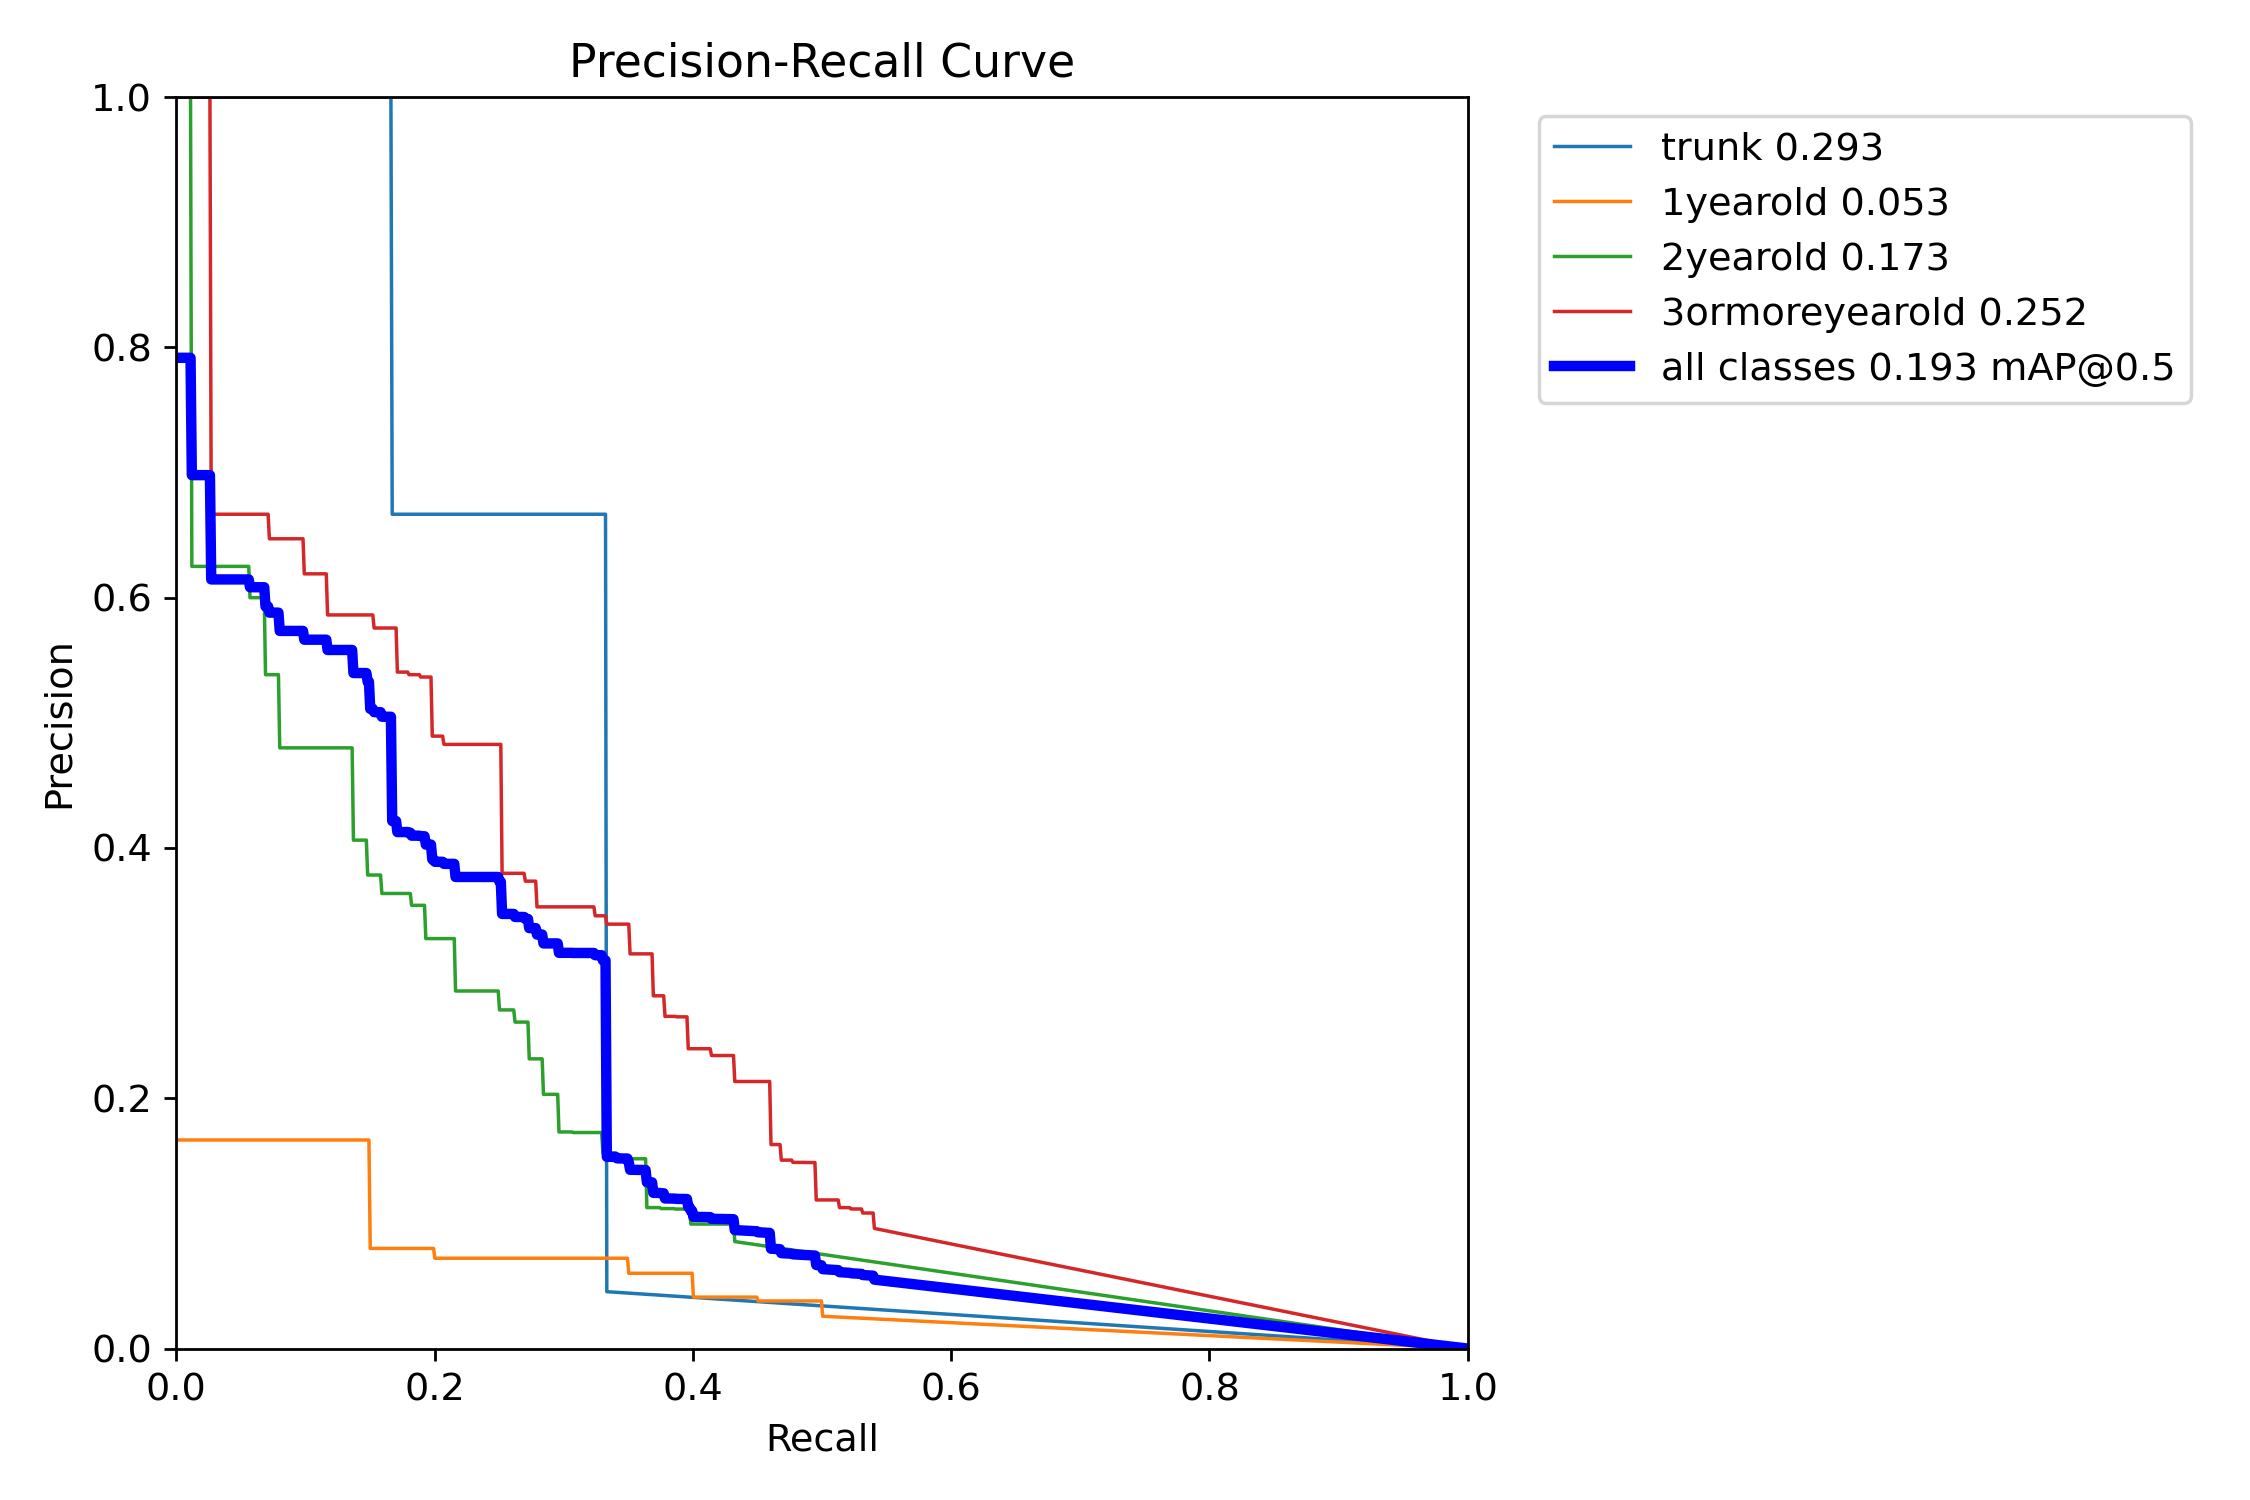 Precision-Recall Curve
1.0
0.8
0.6
0.4
0.2
0.0
Precision
0.0 0.2 0.4 0.6 0.8 1.0
Recall
trunk 0.293
1yearold 0.053
2yearold 0.173
3ormoreyearold 0.252
all classes 0.193 mAP@0.5